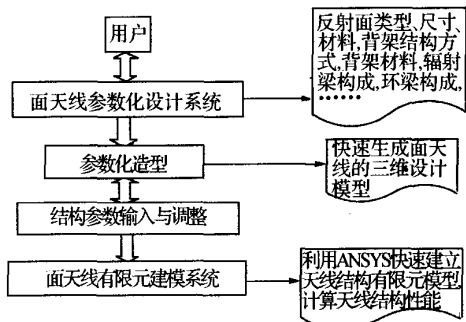 用户
反射面类型、尺寸、
材料,背架结构方
式,背架材料,辐射
梁构成,环梁构成,
……
面天线参数化设计系统
参数化造型
快速生成面天
线的三维设计
模型
结构参数输入与调整
面天线有限元建模系统
利用ANSYS快速建立
天线结构有限元模型,
计算天线结构性能